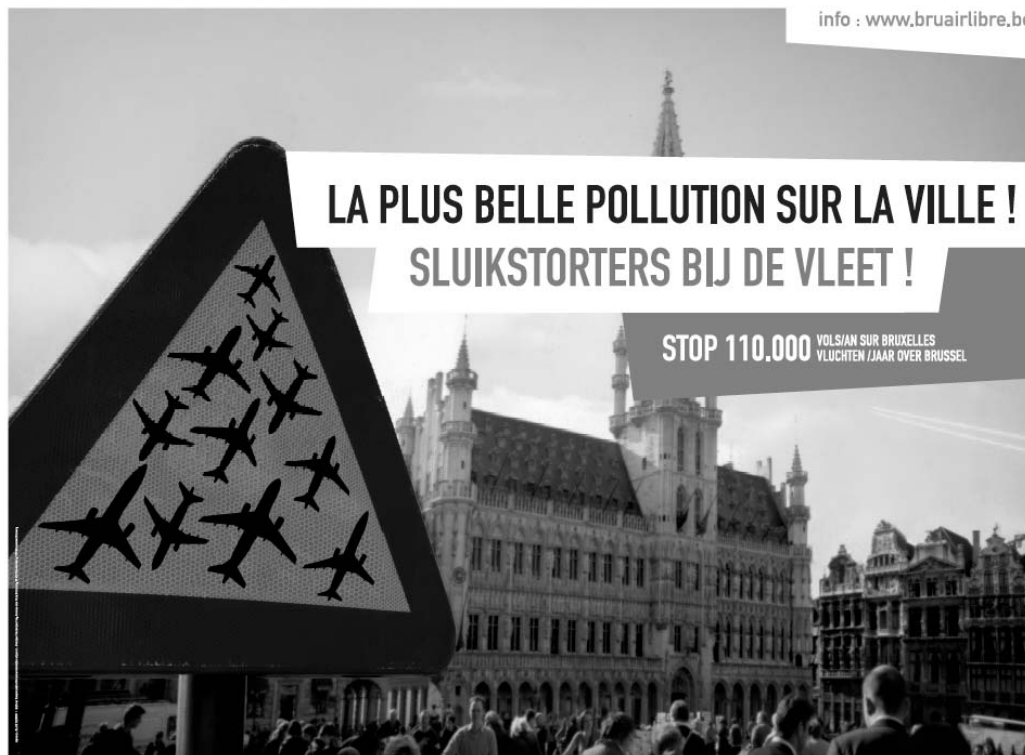 info : www.bruairlibre.be
LA PLUS BELLE POLLUTION SUR LA VILLE !
SLUIKSTORTERS BIJ DE VLEET !
STOP 110.000 VOLS/AN SUR BRUXELLES
VLUCHTEN /JAAR OVER BRUSSEL